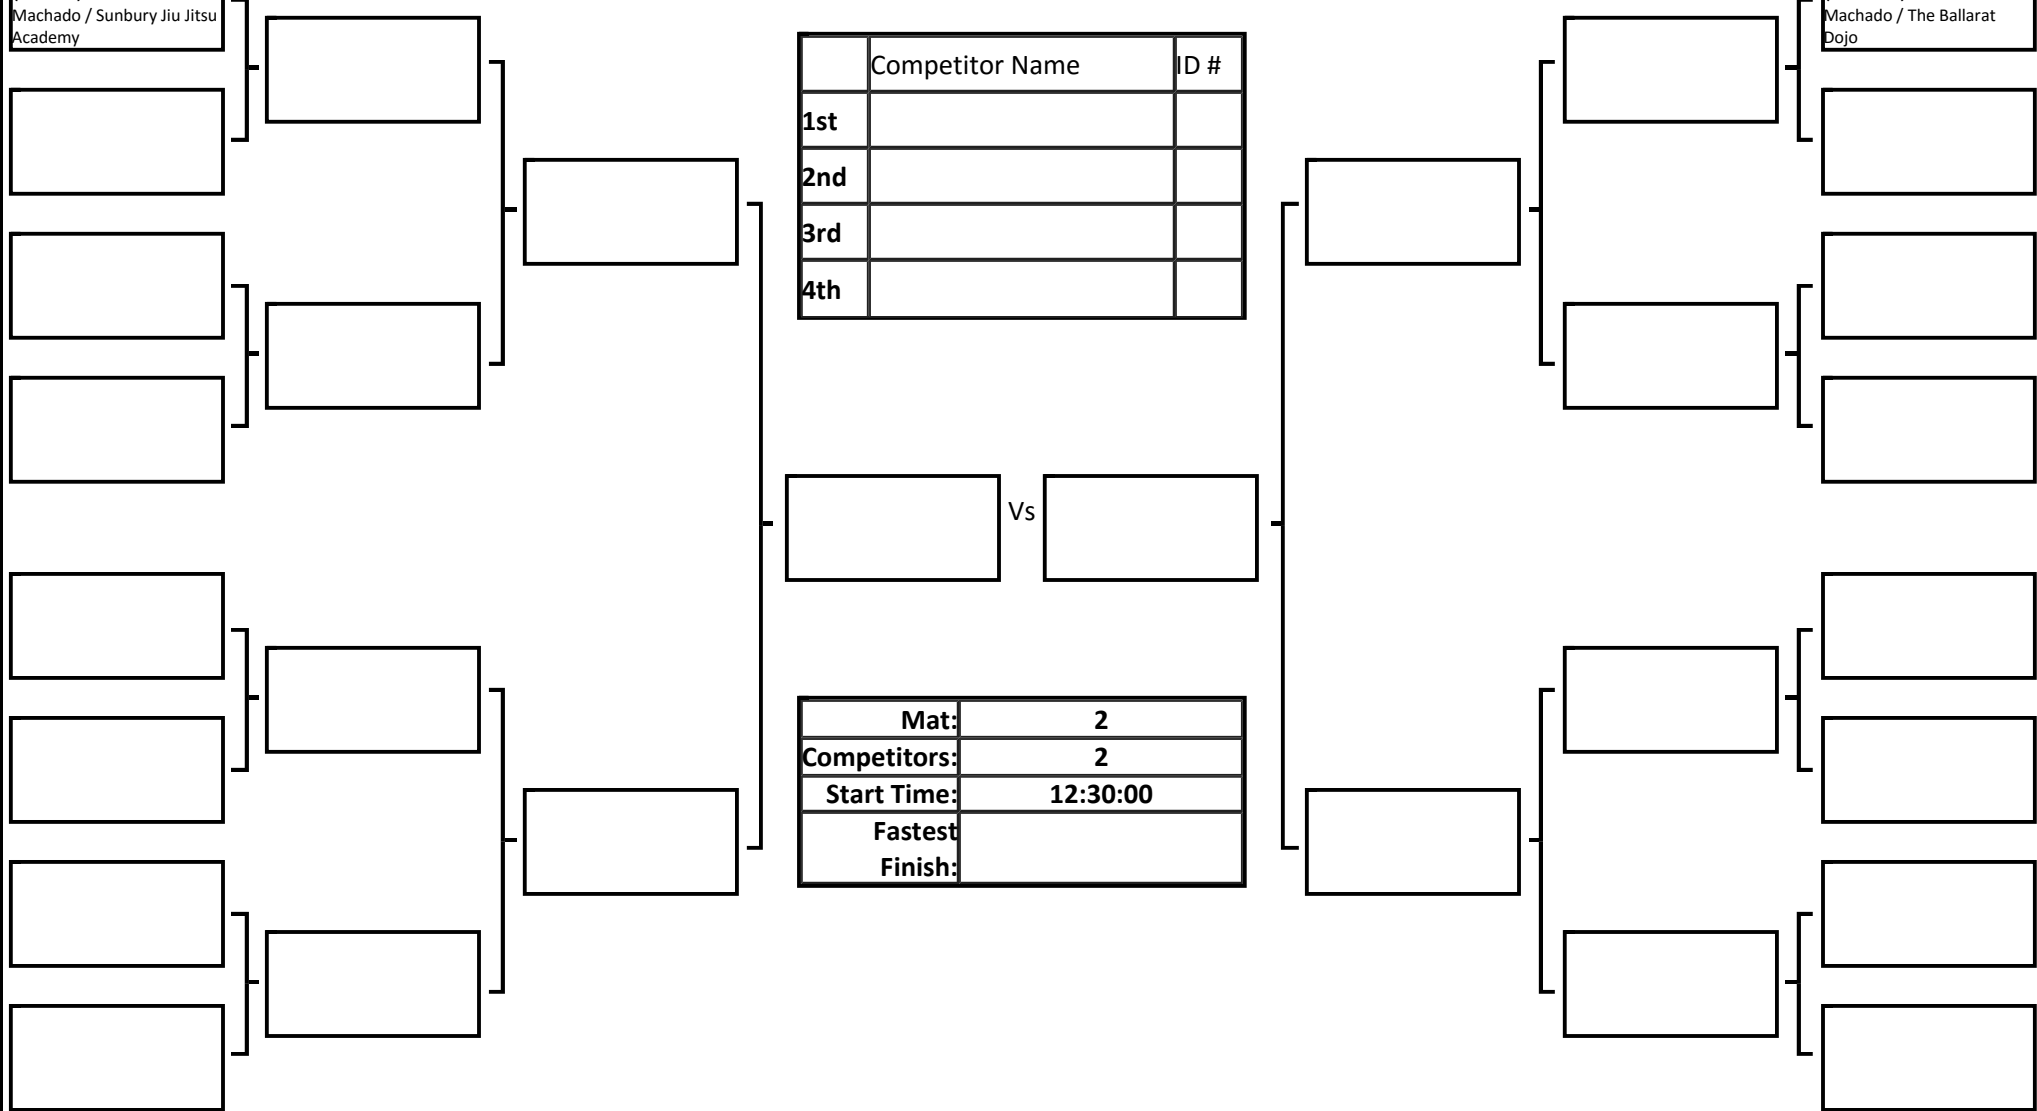 Machado / Sunbury Jiu Jitsu
Academy
Machado / The Ballarat
Dojo
Competitor Name ID #
1st
2nd
3rd
4th
Vs
Mat: 2
Competitors: 2
Start Time: 12:30:00
Fastest
Finish: